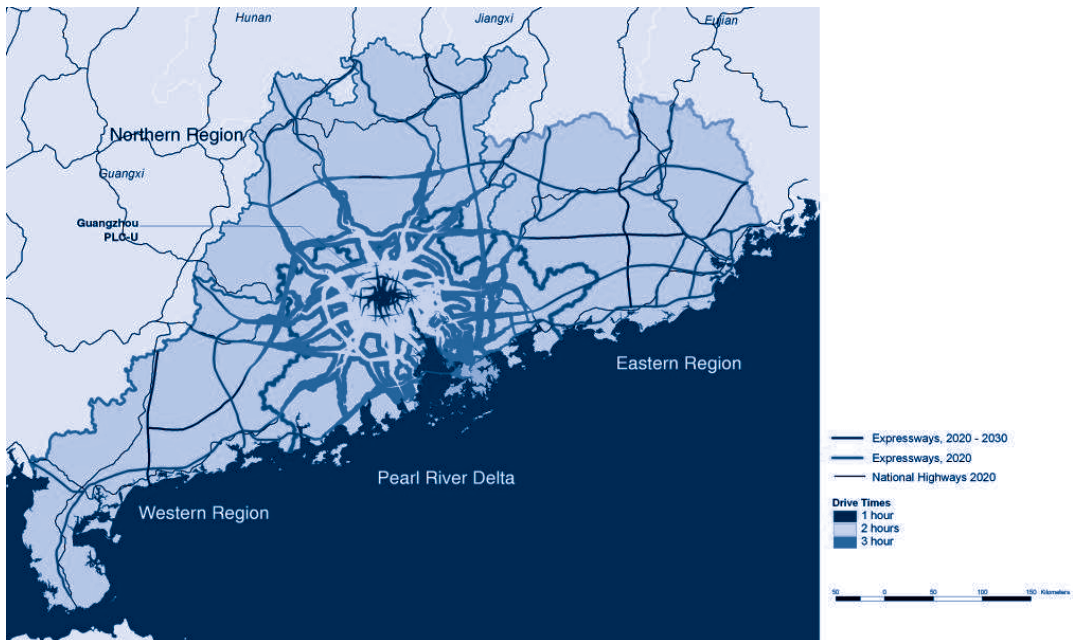 Hunan
Jiangxi
Fujian
Northern Region
Guangxi
Guangzhou
PLC-U
Eastern Region
Pearl River Delta
Western Region
Expressways, 2020 - 2030
Expressways, 2020
National Highways 2020
Drive Times
1 hour
2 hours
3 hour
50 0 50 100 150 Kilometers